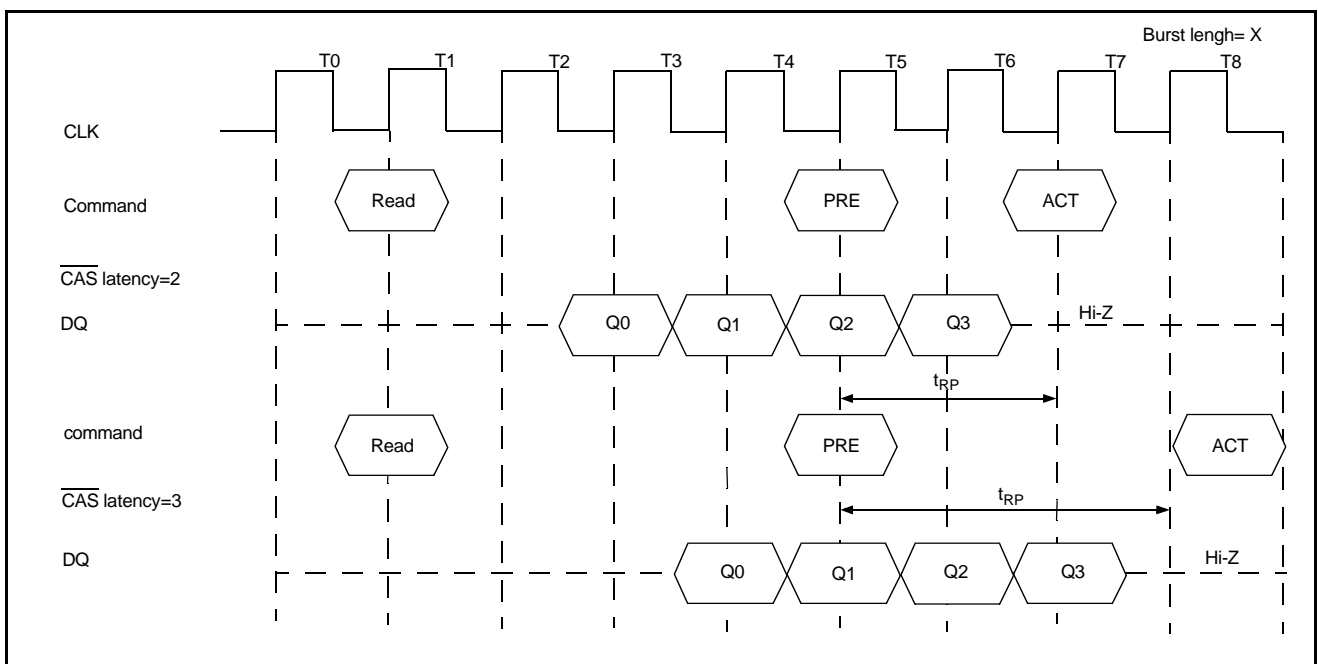 Burst lengh= X
T0 T1 T2 T3 T4 T5 T6 T7 T8
CLK
Command Read PRE ACT
CAS latency=2
DQ Q0 Q1 Q2 Q3 Hi-Z
tRP
command Read PRE ACT
CAS latency=3
tRP
DQ Q0 Q1 Q2 Q3 Hi-Z